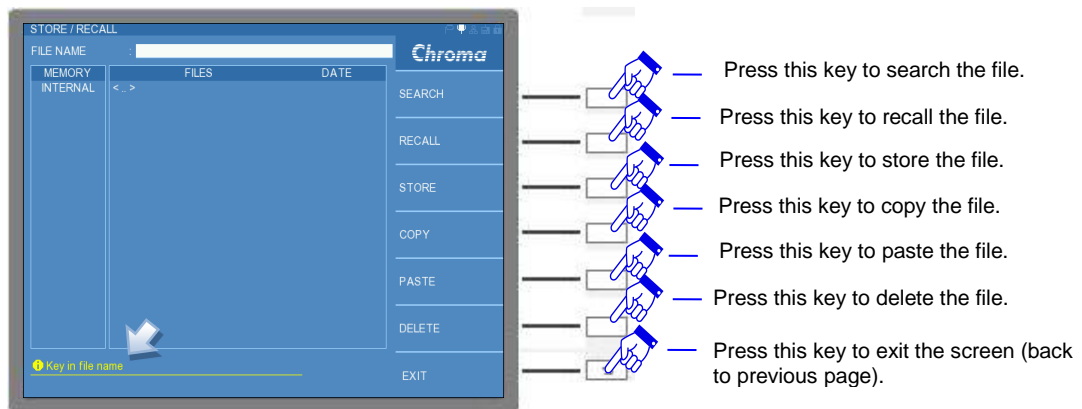 STORE / RECALL
FILE NAME :
Chroma
MEMORY FILES DATE
INTERNAL < .. >
SEARCH
RECALL
STORE
COPY
PASTE
DELETE
EXIT
Key in file name
Press this key to search the file.
Press this key to recall the file.
Press this key to store the file.
Press this key to copy the file.
Press this key to paste the file.
Press this key to delete the file.
Press this key to exit the screen (back
to previous page).